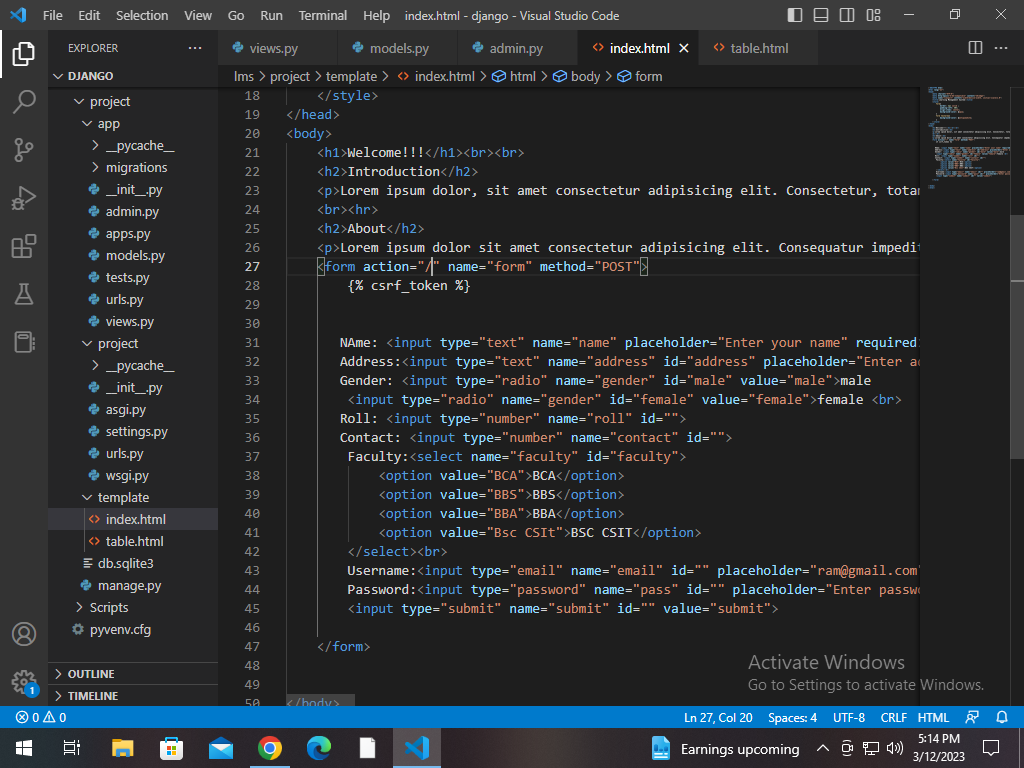 File Edit Selection View Go Run Terminal Help index.html - django - Visual Studio Code
EXPLORER ···
views.py models.py admin.py index.html table.html
DJANGO
lms > project > template > index.html > html > body > form
project
app
__pycache__
migrations
__init__.py
admin.py
apps.py
models.py
tests.py
urls.py
views.py
project
__pycache__
__init__.py
asgi.py
settings.py
urls.py
wsgi.py
template
index.html
table.html
db.sqlite3
manage.py
Scripts
pyvenv.cfg
OUTLINE
TIMELINE
18 </style>
19 </head>
20 <body>
21 <h1>Welcome!!!</h1><br><br>
22 <h2>Introduction</h2>
23 <p>Lorem ipsum dolor, sit amet consectetur adipisicing elit. Consectetur, totam
24 <br><hr>
25 <h2>About</h2>
26 <p>Lorem ipsum dolor sit amet consectetur adipisicing elit. Consequatur impedit
27 <form action="/" name="form" method="POST">
28 {% csrf_token %}
29
30
31 NAme: <input type="text" name="name" placeholder="Enter your name" required
32 Address:<input type="text" name="address" id="address" placeholder="Enter ad
33 Gender: <input type="radio" name="gender" id="male" value="male">male
34 <input type="radio" name="gender" id="female" value="female">female <br>
35 Roll: <input type="number" name="roll" id="">
36 Contact: <input type="number" name="contact" id="">
37 Faculty:<select name="faculty" id="faculty">
38 <option value="BCA">BCA</option>
39 <option value="BBS">BBS</option>
40 <option value="BBA">BBA</option>
41 <option value="Bsc CSIt">BSC CSIT</option>
42 </select><br>
43 Username:<input type="email" name="email" id="" placeholder="ram@gmail.com"
44 Password:<input type="password" name="pass" id="" placeholder="Enter passwo
45 <input type="submit" name="submit" id="" value="submit">
46
47 </form>
48
49
50 </body>
Activate Windows
Go to Settings to activate Windows.
1
0 0 Ln 27, Col 20 Spaces: 4 UTF-8 CRLF HTML
Earnings upcoming
5:14 PM
3/12/2023